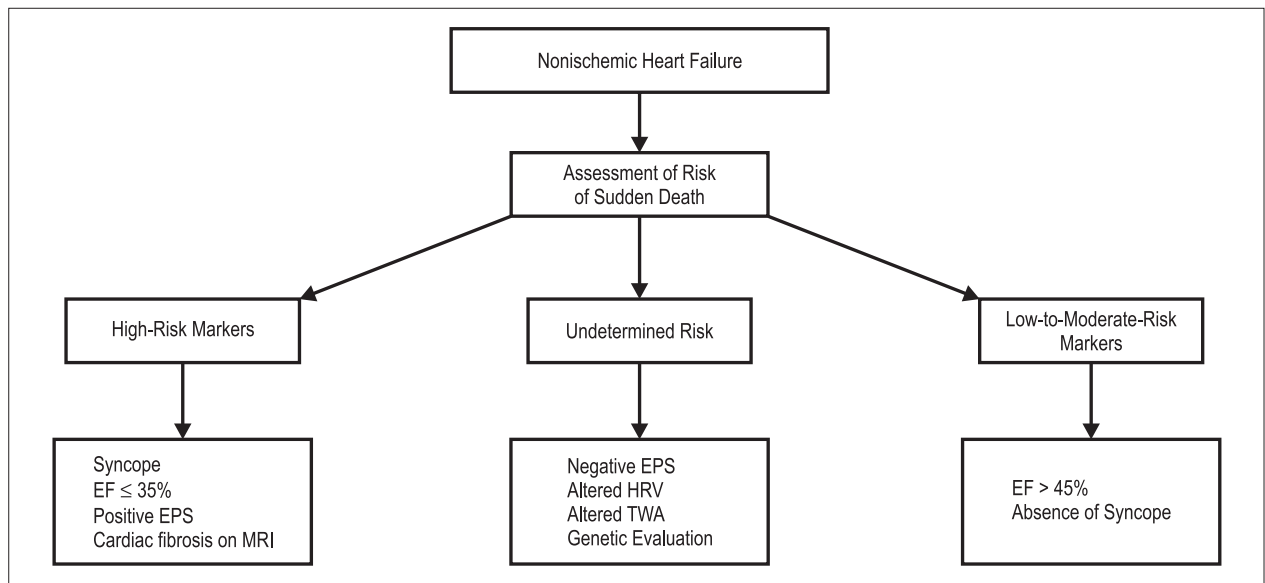 Nonischemic Heart Failure
Assessment of Risk
of Sudden Death
High-Risk Markers
Undetermined Risk
Low-to-Moderate-Risk
Markers
Syncope
EF ≤ 35%
Positive EPS
Cardiac fibrosis on MRI
Negative EPS
Altered HRV
Altered TWA
Genetic Evaluation
EF > 45%
Absence of Syncope